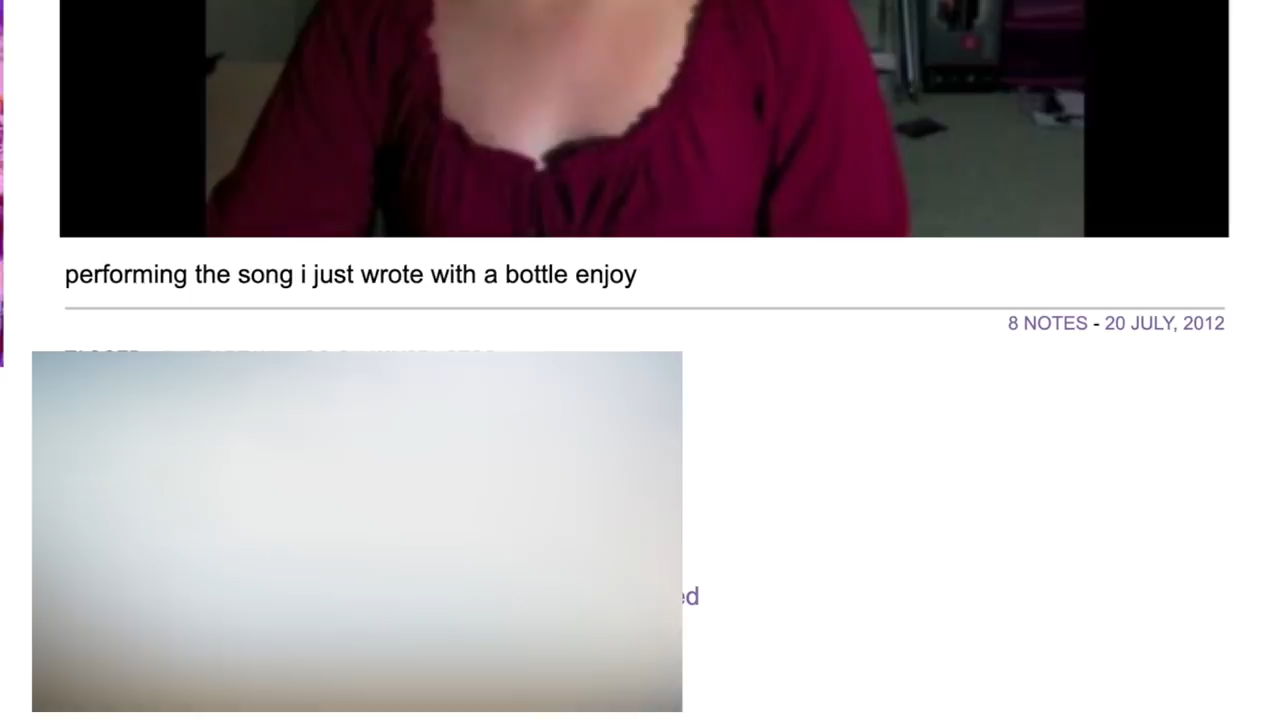 performing the song i just wrote with a bottle enjoy
8 NOTES - 20 JULY, 2012